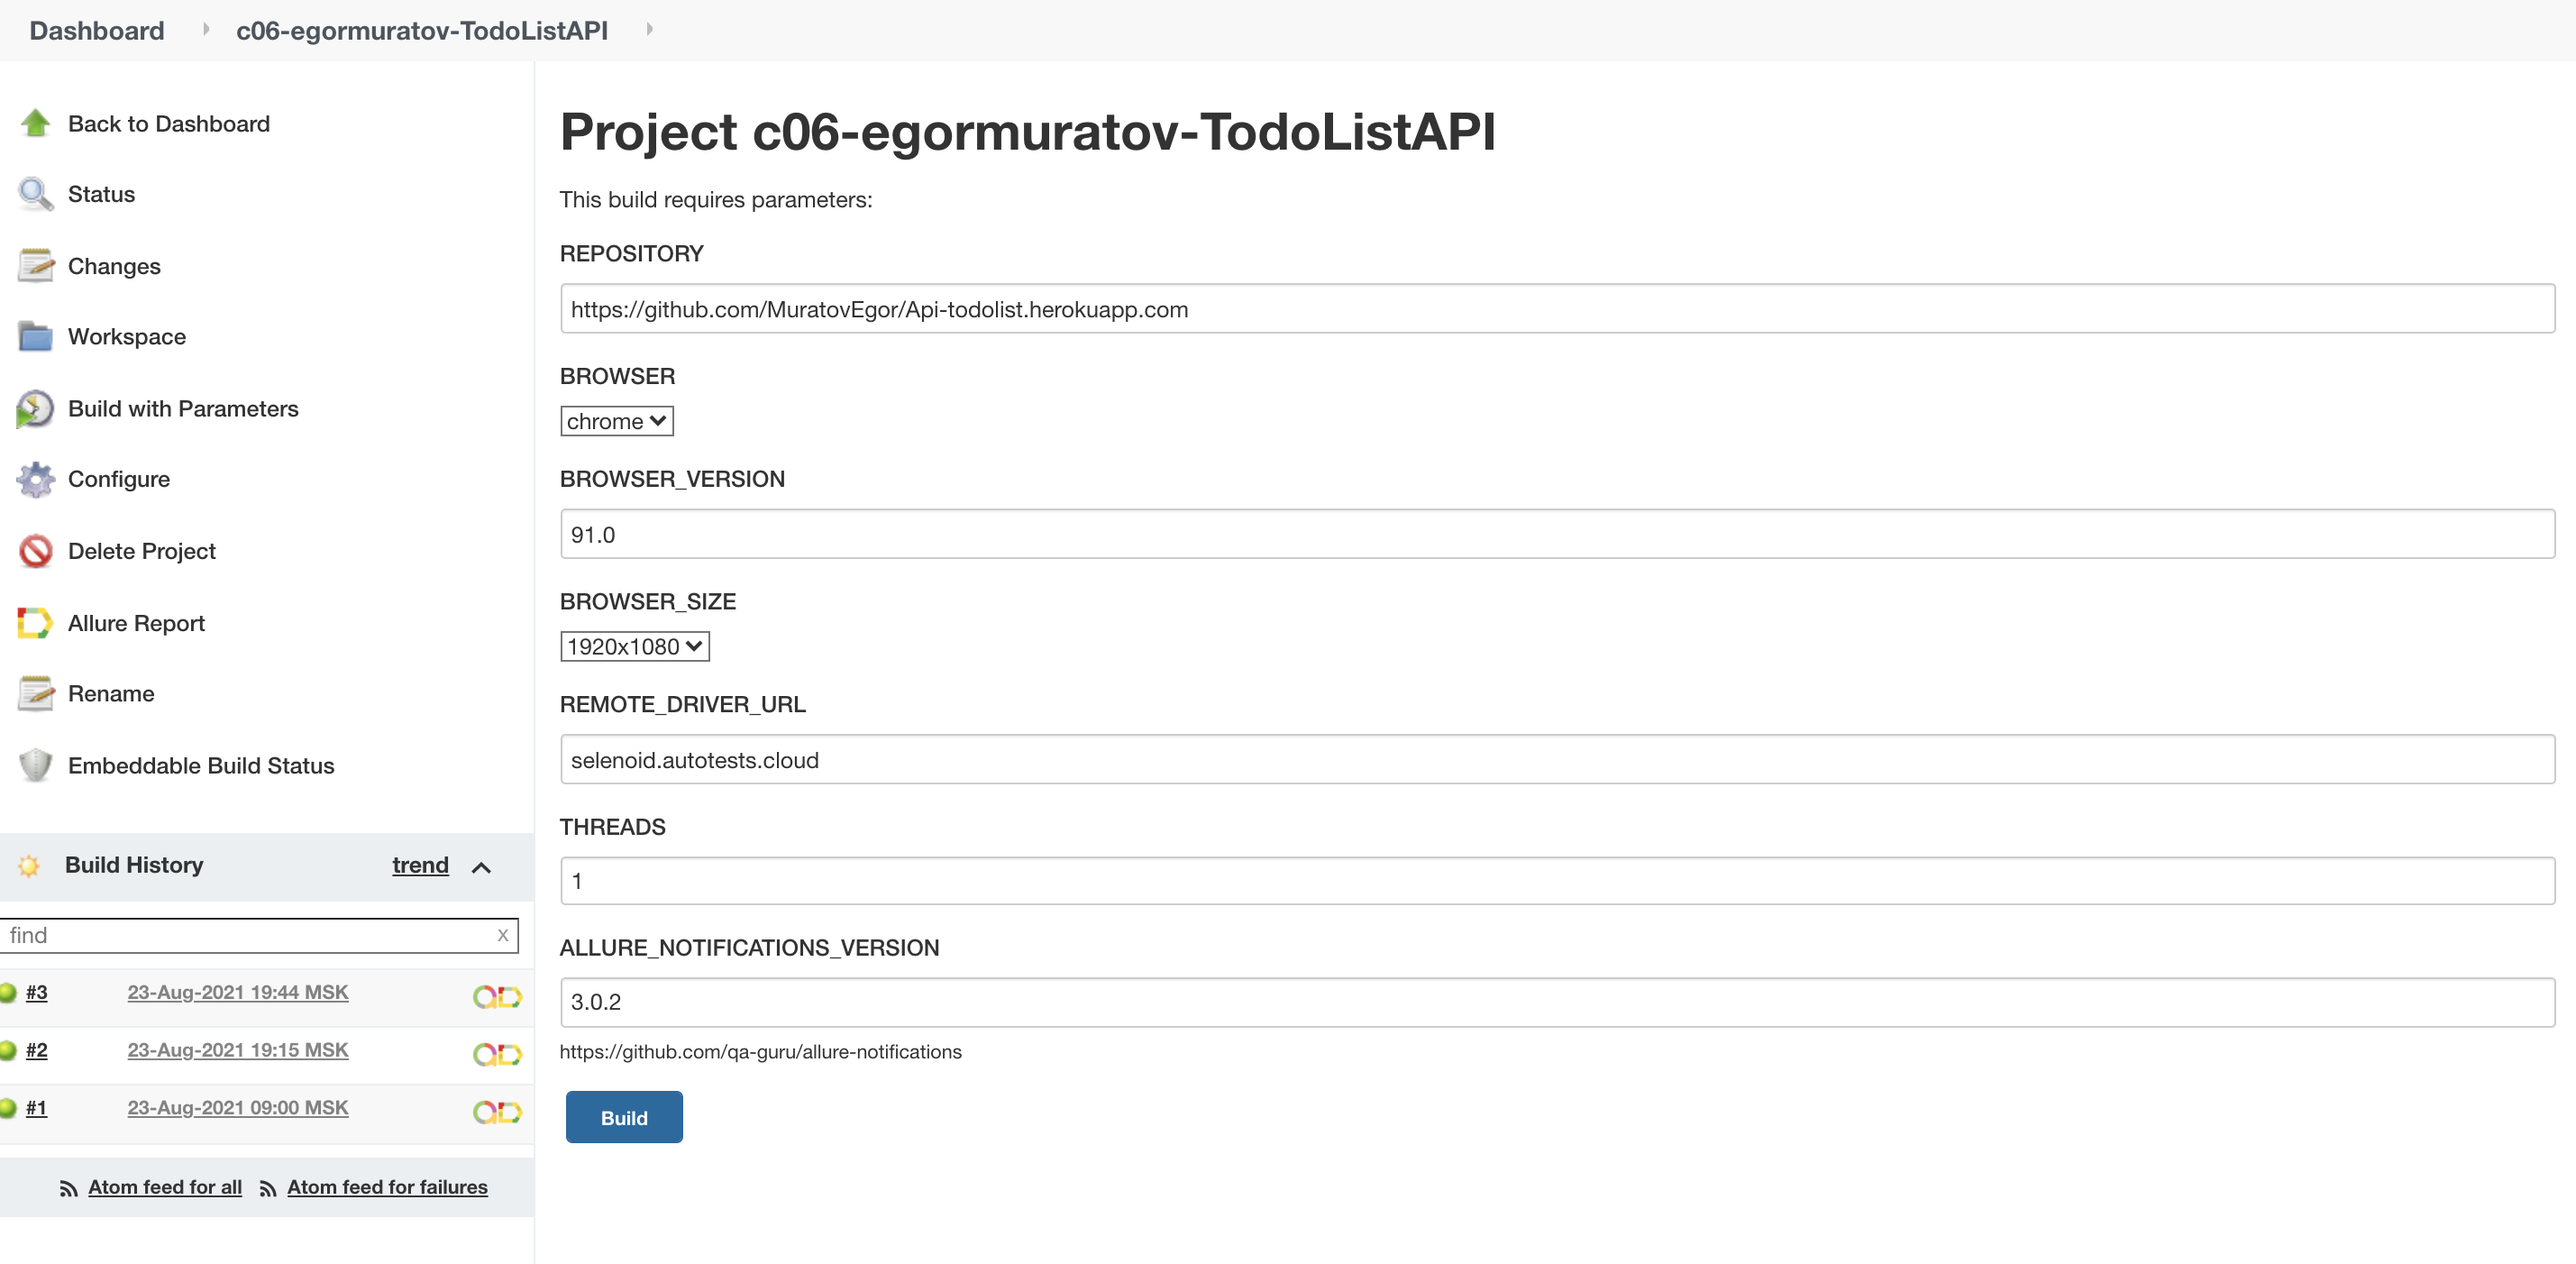 Dashboard c06-egormuratov-TodoListAPI
Back to Dashboard
Status
Changes
Workspace
Build with Parameters
Configure
Delete Project
Allure Report
Rename
Embeddable Build Status
Build History trend
find x
#3 23-Aug-2021 19:44 MSK
#2 23-Aug-2021 19:15 MSK
#1 23-Aug-2021 09:00 MSK
Atom feed for all Atom feed for failures
Project c06-egormuratov-TodoListAPI
This build requires parameters:
REPOSITORY
https://github.com/MuratovEgor/Api-todolist.herokuapp.com
BROWSER
chrome
BROWSER_VERSION
91.0
BROWSER_SIZE
1920x1080
REMOTE_DRIVER_URL
selenoid.autotests.cloud
THREADS
1
ALLURE_NOTIFICATIONS_VERSION
3.0.2
https://github.com/qa-guru/allure-notifications
Build